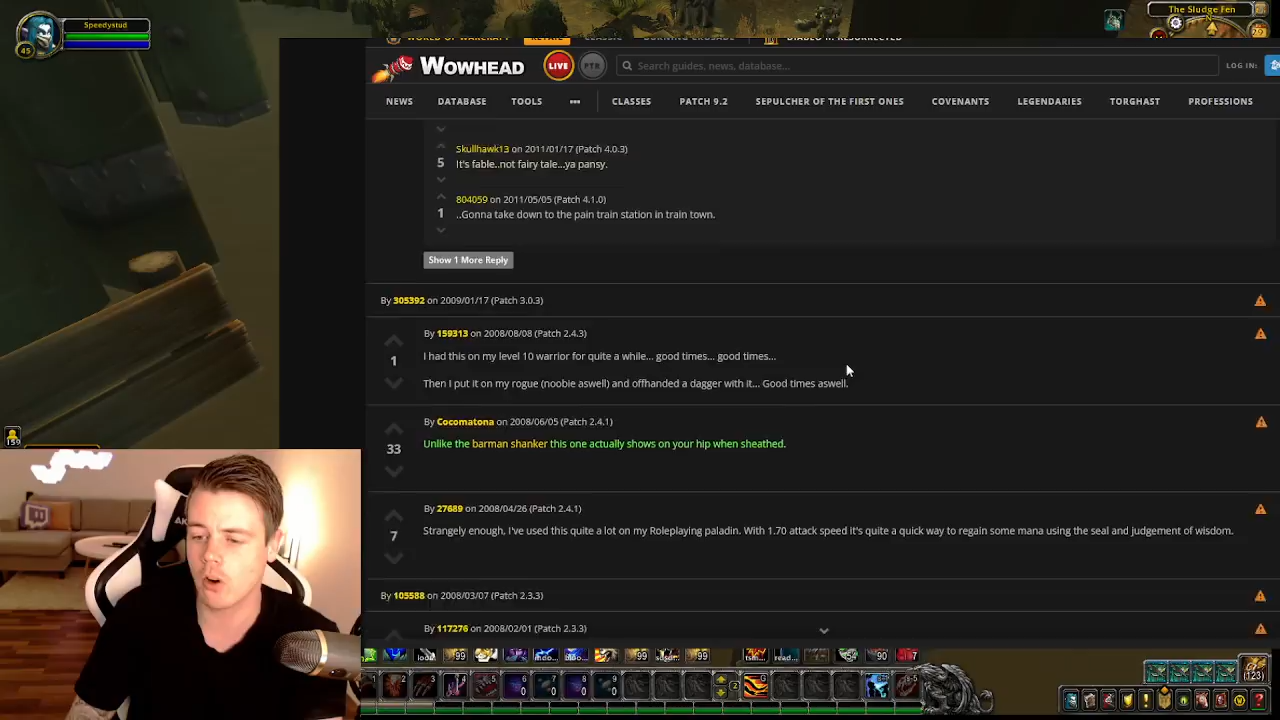 Speedystud
45
The Sludge Fen
N
WOWHEAD
LIVE
PTR
Search guides, news, database...
LOG IN:
NEWS
DATABASE
TOOLS
•••
CLASSES
PATCH 9.2
SEPULCHER OF THE FIRST ONES
COVENANTS
LEGENDARIES
TORGHAST
PROFESSIONS
Skullhawk13 on 2011/01/17 (Patch 4.0.3)
5
It's fable..not fairy tale...ya pansy.
804059 on 2011/05/05 (Patch 4.1.0)
1
..Gonna take down to the pain train station in train town.
Show 1 More Reply
By 305392 on 2009/01/17 (Patch 3.0.3)
By 159313 on 2008/08/08 (Patch 2.4.3)
1
I had this on my level 10 warrior for quite a while... good times... good times...
Then I put it on my rogue (noobie aswell) and offhanded a dagger with it... Good times aswell.
By Cocomatona on 2008/06/05 (Patch 2.4.1)
33
Unlike the barman shanker this one actually shows on your hip when sheathed.
By 27689 on 2008/04/26 (Patch 2.4.1)
7
Strangely enough, I've used this quite a lot on my Roleplaying paladin. With 1.70 attack speed it's quite a quick way to regain some mana using the seal and judgement of wisdom.
By 105588 on 2008/03/07 (Patch 2.3.3)
By 117276 on 2008/02/01 (Patch 2.3.3)
159
99
99
99
90
7